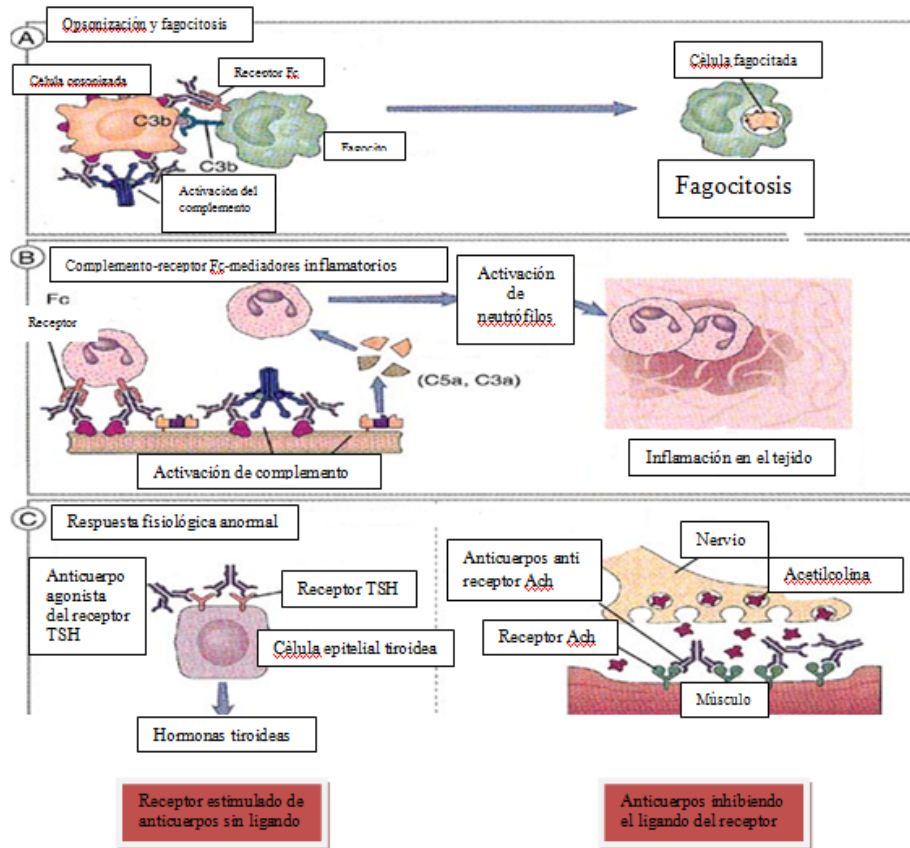 A
Opsonización y fagocitosis
Célula opsonizada
Receptor Fc
Célula fagocitada
C3b
C3b
Fagocito
Activación del
complemento
Fagocitosis
B
Complemento-receptor Fc-mediadores inflamatorios
Fc
Receptor
Activación
de
neutrófilos
(C5a, C3a)
Activación de complemento
Inflamación en el tejido
C
Respuesta fisiológica anormal
Anticuerpo
agonista
del receptor
TSH
Receptor TSH
Célula epitelial tiroidea
Hormonas tiroideas
Nervio
Anticuerpos anti
receptor Ach
Acetilcolina
Receptor Ach
Músculo
Receptor estimulado de
anticuerpos sin ligando
Anticuerpos inhibiendo
el ligando del receptor